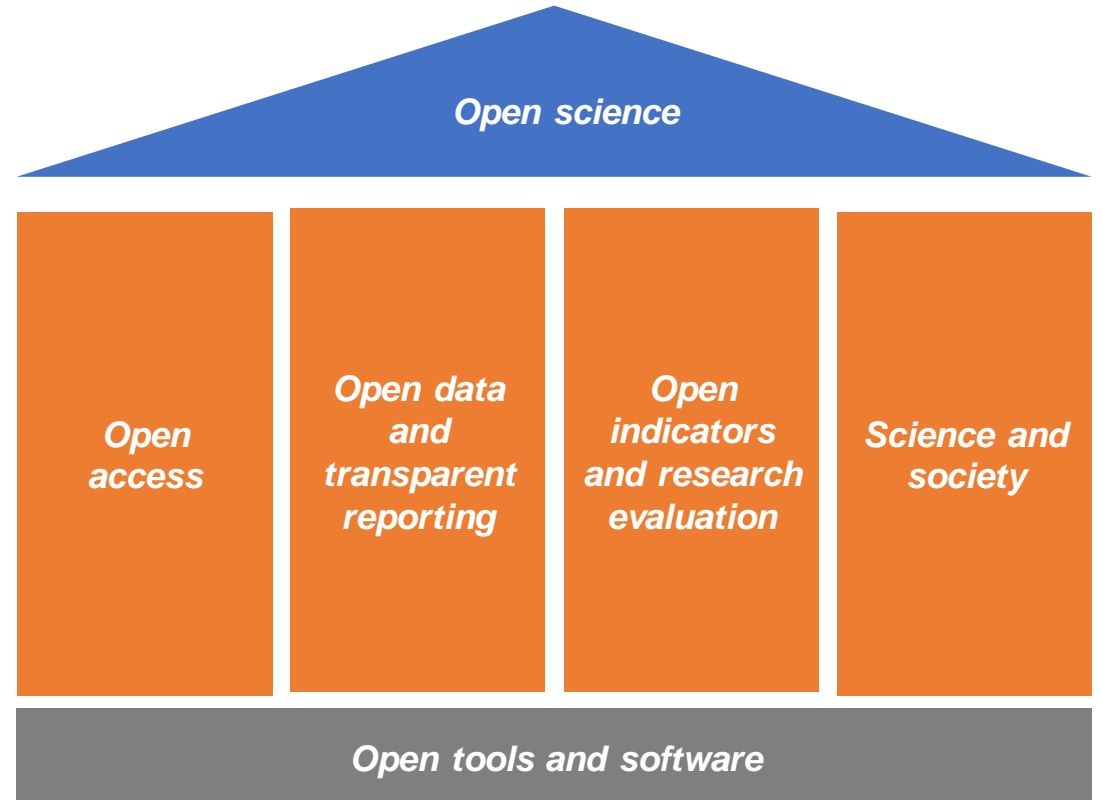 Open science
Open
access
Open data
and
transparent
reporting
Open
indicators
and research
evaluation
Science and
society
Open tools and software